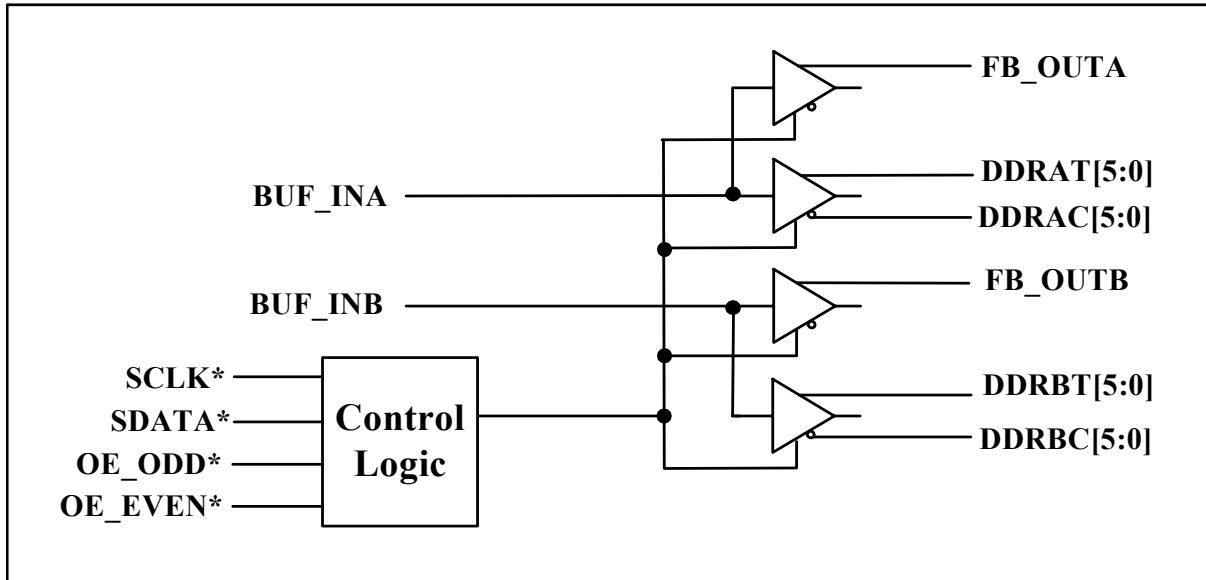 FB_OUTA
DDRAT[5:0]
BUF_INA
DDRAC[5:0]
FB_OUTB
BUF_INB
SCLK*
SDATA*
OE_ODD*
OE_EVEN*
Control
Logic
DDRBT[5:0]
DDRBC[5:0]